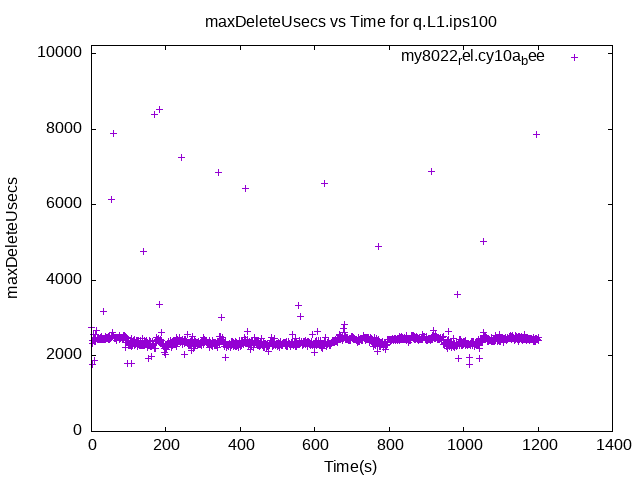 maxDeleteUsecs vs Time for q.L1.ips100
my8022rel.cy10abee
10000
8000
6000
4000
2000
0
maxDeleteUsecs
0 200 400 600 800 1000 1200 1400
Time(s)